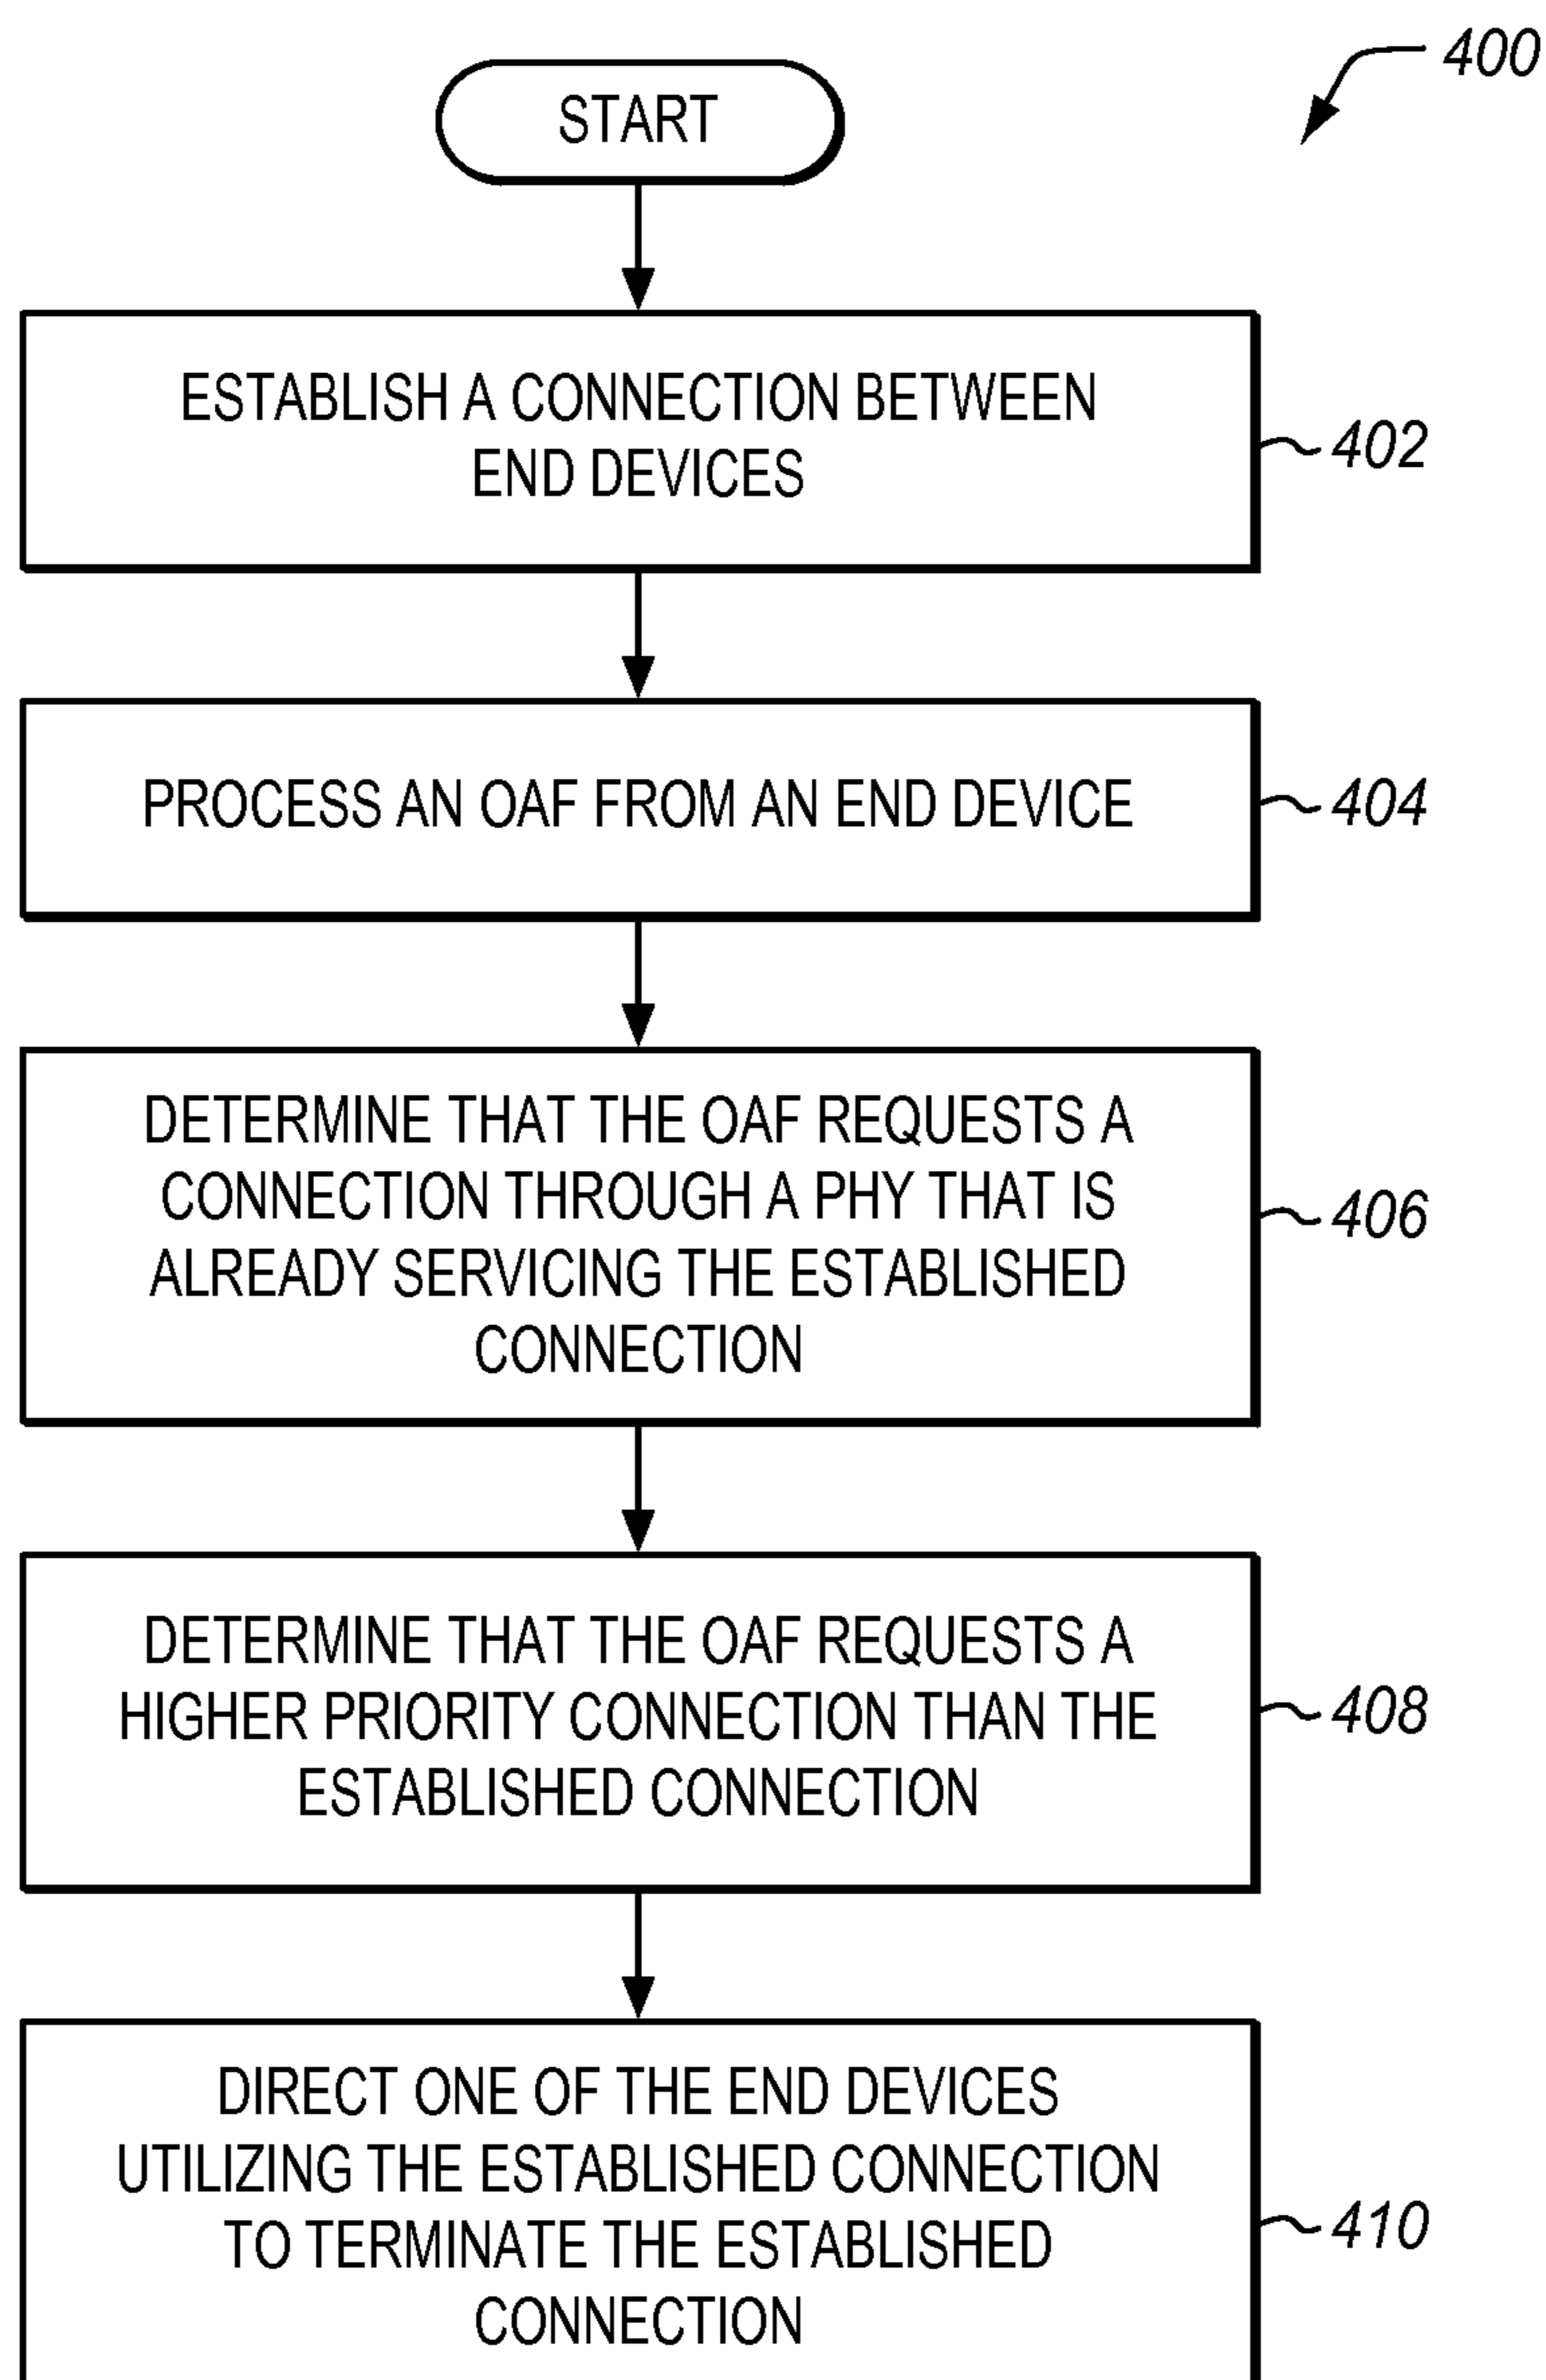 400
START
ESTABLISH A CONNECTION BETWEEN
END DEVICES
402
PROCESS AN OAF FROM AN END DEVICE
404
DETERMINE THAT THE OAF REQUESTS A
CONNECTION THROUGH A PHY THAT IS
ALREADY SERVICING THE ESTABLISHED
CONNECTION
406
DETERMINE THAT THE OAF REQUESTS A
HIGHER PRIORITY CONNECTION THAN THE
ESTABLISHED CONNECTION
408
DIRECT ONE OF THE END DEVICES
UTILIZING THE ESTABLISHED CONNECTION
TO TERMINATE THE ESTABLISHED
CONNECTION
410